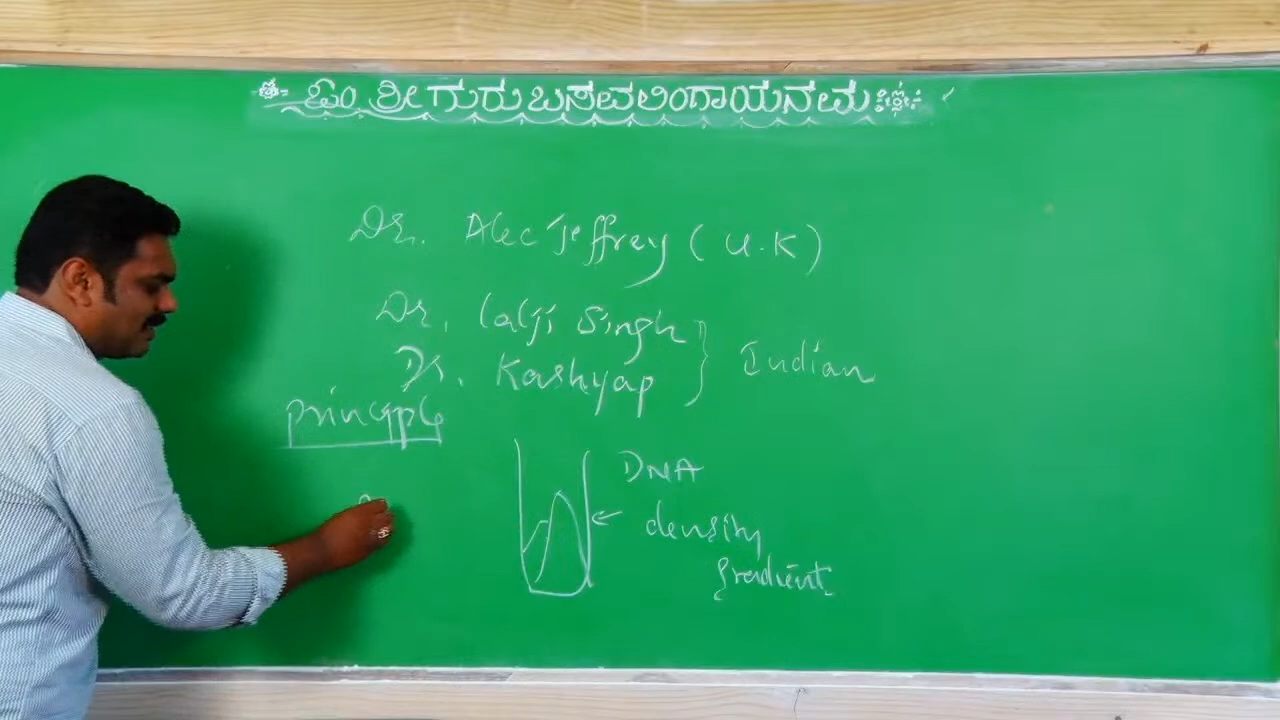 ಓಂ ಶ್ರೀ ಗುರು ಬಸವಲಿಂಗಾಯನಮಃ
Dr. Alec Jeffrey (U.K)
Dr. Lalji Singh
Dr. Kashyap } Indian
Principle
DNA
density
gradient